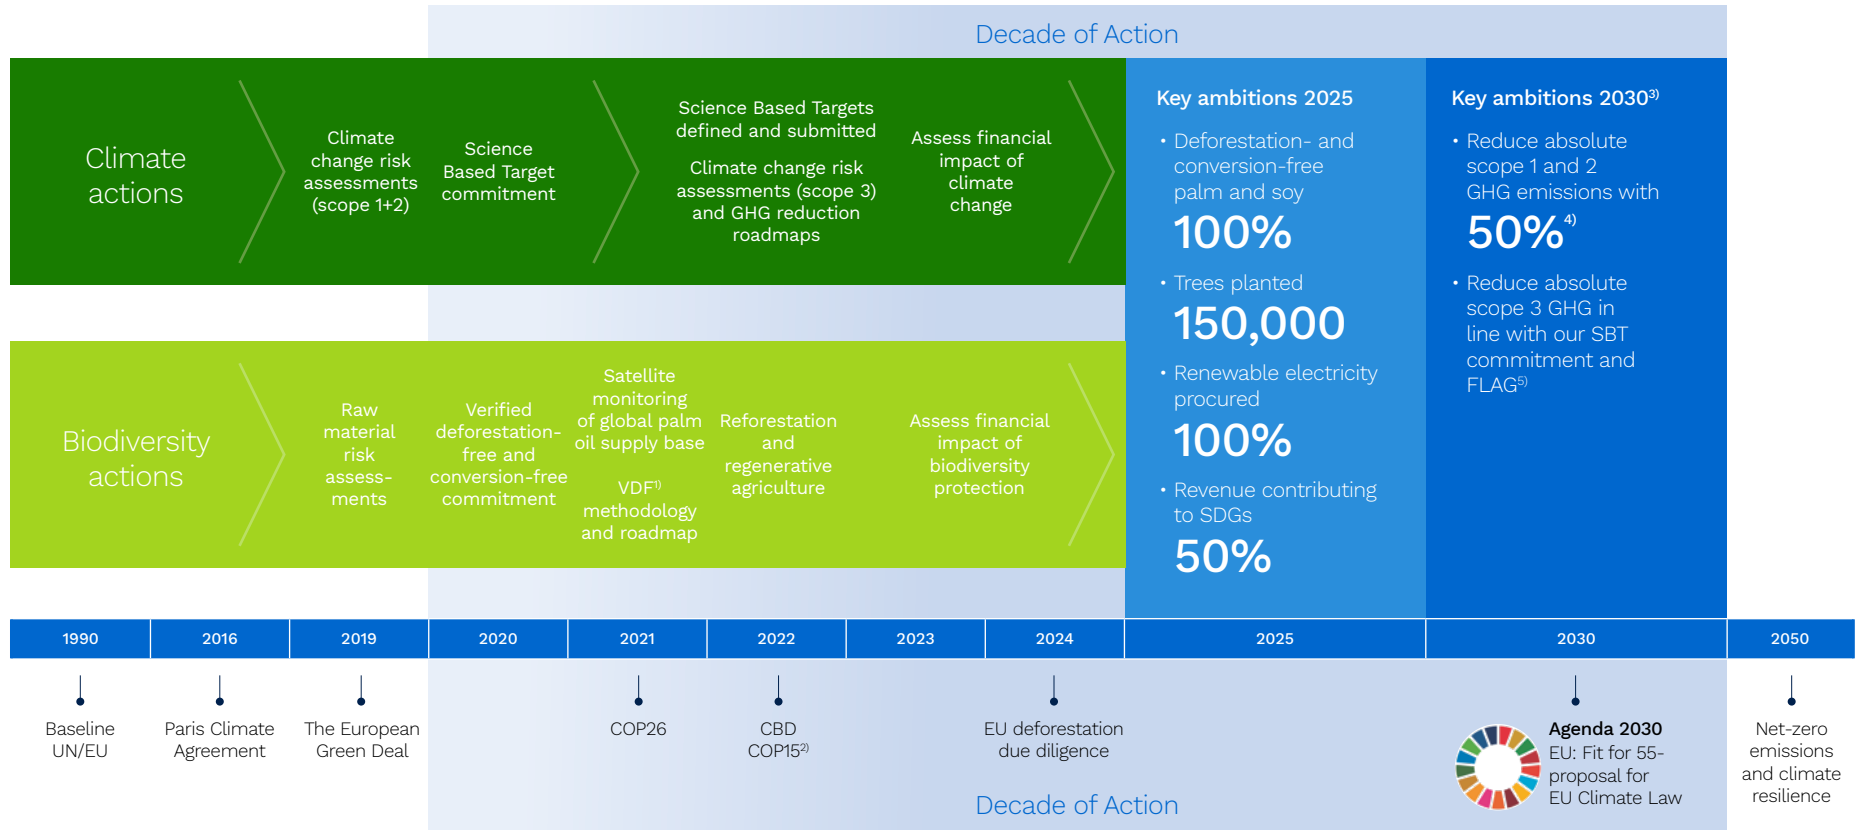 Decade of Action
Climate
actions
Climate
change risk
assessments
(scope 1+2)
Science
Based Target
commitment
Science Based Targets
defined and submitted
Climate change risk
assessments (scope 3)
and GHG reduction
roadmaps
Assess financial
impact of
climate
change
Biodiversity
actions
Raw
material
risk
assess-
ments
Verified
deforestation-
free and
conversion-free
commitment
Satellite
monitoring
of global palm
oil supply base
VDF1)
methodology
and roadmap
Reforestation
and
regenerative
agriculture
Assess financial
impact of
biodiversity
protection
Key ambitions 2025
• Deforestation- and
conversion-free
palm and soy
100%
• Trees planted
150,000
• Renewable electricity
procured
100%
• Revenue contributing
to SDGs
50%
Key ambitions 20303)
• Reduce absolute
scope 1 and 2
GHG emissions with
50%4)
• Reduce absolute
scope 3 GHG in
line with our SBT
commitment and
FLAG5)
1990 2016 2019 2020 2021 2022 2023 2024 2025 2030 2050
Baseline
UN/EU
Paris Climate
Agreement
The European
Green Deal
COP26
CBD
COP152)
EU deforestation
due diligence
Agenda 2030
EU: Fit for 55-
proposal for
EU Climate Law
Net-zero
emissions
and climate
resilience
Decade of Action